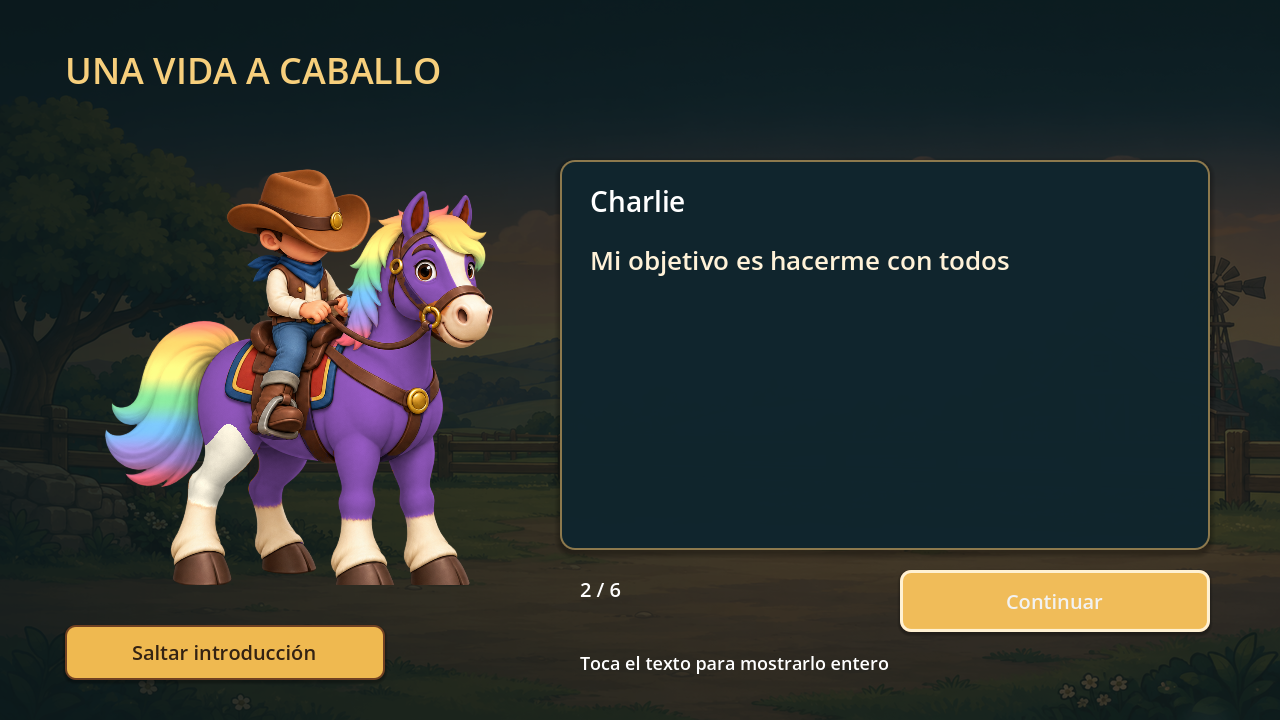 UNA VIDA A CABALLO
Charlie
Mi objetivo es hacerme con todos
2 / 6
Continuar
Saltar introducción
Toca el texto para mostrarlo entero